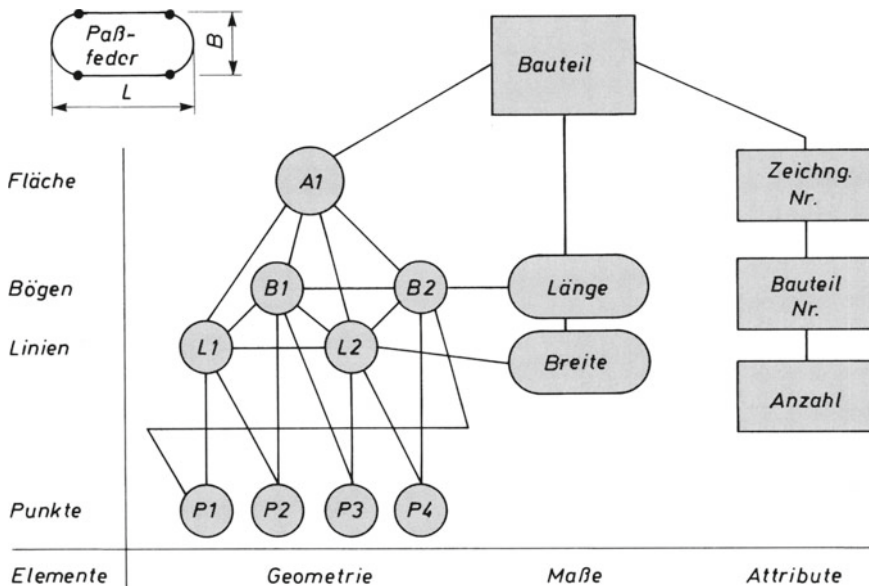 Paß-
feder
B
L
Bauteil
Fläche
A1
Zeichng.
Nr.
Bögen
B1
B2
Länge
Bauteil
Nr.
Linien
L1
L2
Breite
Anzahl
Punkte
P1
P2
P3
P4
Elemente
Geometrie
Maße
Attribute